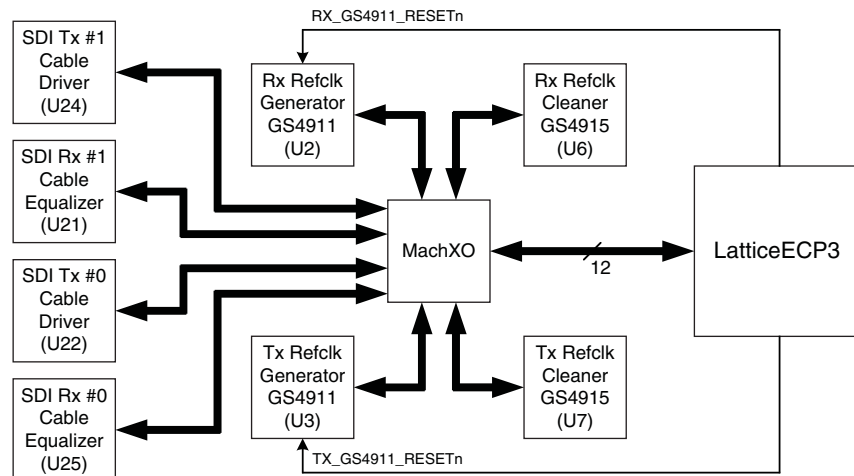 RX_GS4911_RESETn
SDI Tx #1
Cable
Driver
(U24)
Rx Refclk
Generator
GS4911
(U2)
Rx Refclk
Cleaner
GS4915
(U6)
SDI Rx #1
Cable
Equalizer
(U21)
MachXO
12
LatticeECP3
SDI Tx #0
Cable
Driver
(U22)
Tx Refclk
Generator
GS4911
(U3)
Tx Refclk
Cleaner
GS4915
(U7)
SDI Rx #0
Cable
Equalizer
(U25)
TX_GS4911_RESETn